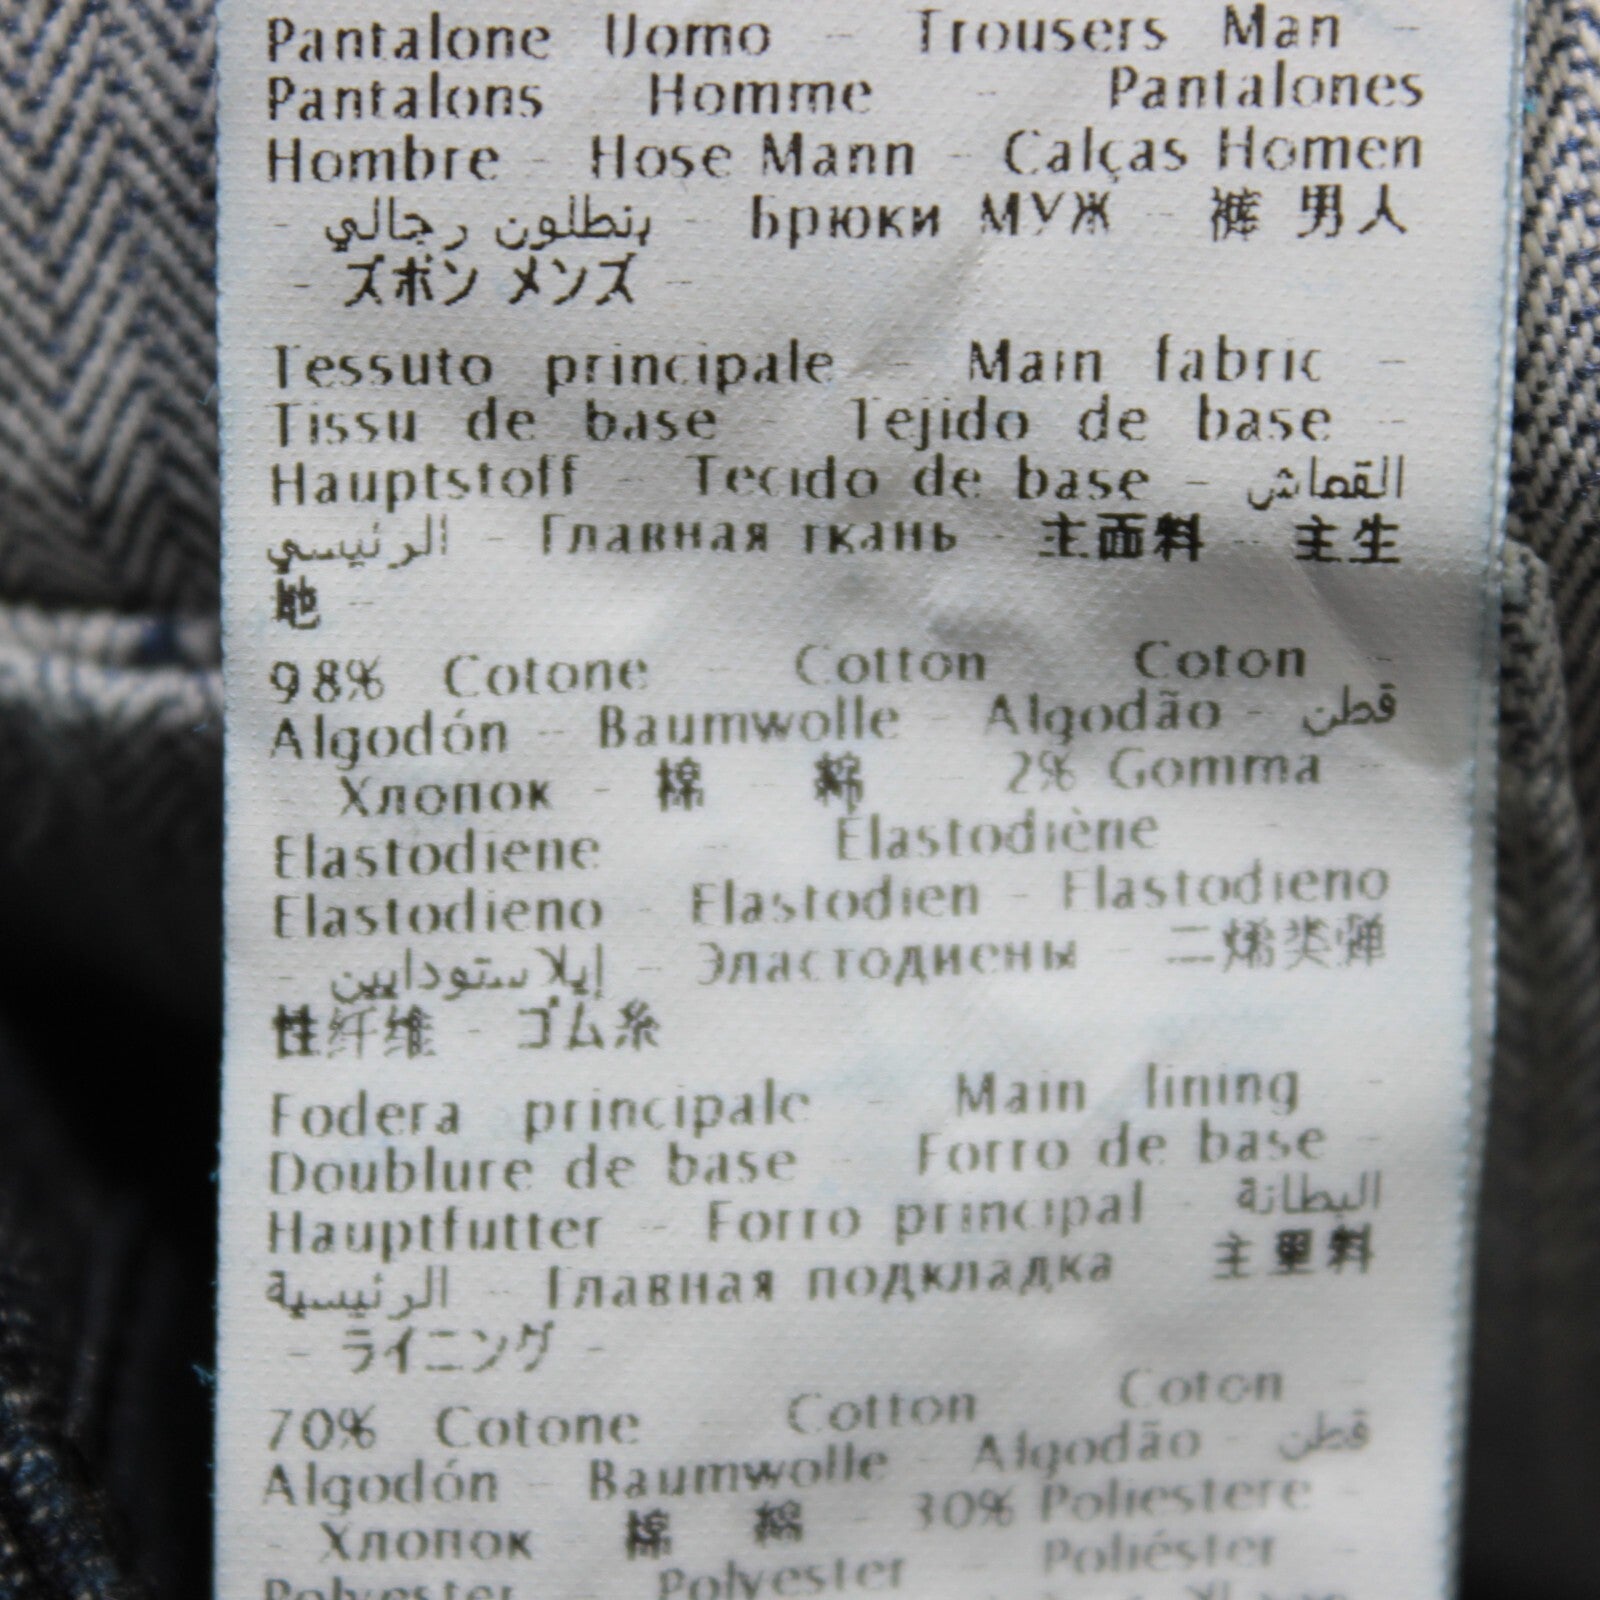 Pantalone Uomo - Trousers Man -
Pantalons Homme - Pantalones
Hombre - Hose Mann - Calças Homen
- بنطلون رجالي - Брюки МУЖ - 裤 男人
- ズボン メンズ -
Tessuto principale - Main fabric -
Tissu de base - Tejido de base -
Hauptstoff - Tecido de base - القماش
الرئيسي - Главная ткань - 主面料 - 主生
地 -
98% Cotone - Cotton - Coton -
Algodón - Baumwolle - Algodão - قطن
- Хлопок - 棉 - 綿 - 2% Gomma
Elastodiene - Élastodiène -
Elastodieno - Elastodien - Elastodieno
- إيلاستودايين - Эластодиены - 二烯类弹
性纤维 - ゴム糸
Fodera principale - Main lining -
Doublure de base - Forro de base -
Hauptfutter - Forro principal - البطانة
الرئيسية - Главная подкладка - 主里料
- ライニング -
70% Cotone - Cotton - Coton -
Algodón - Baumwolle - Algodão - قطن
- Хлопок - 棉 - 綿 - 30% Poliestere -
Polyester - Polyester - Poliéster